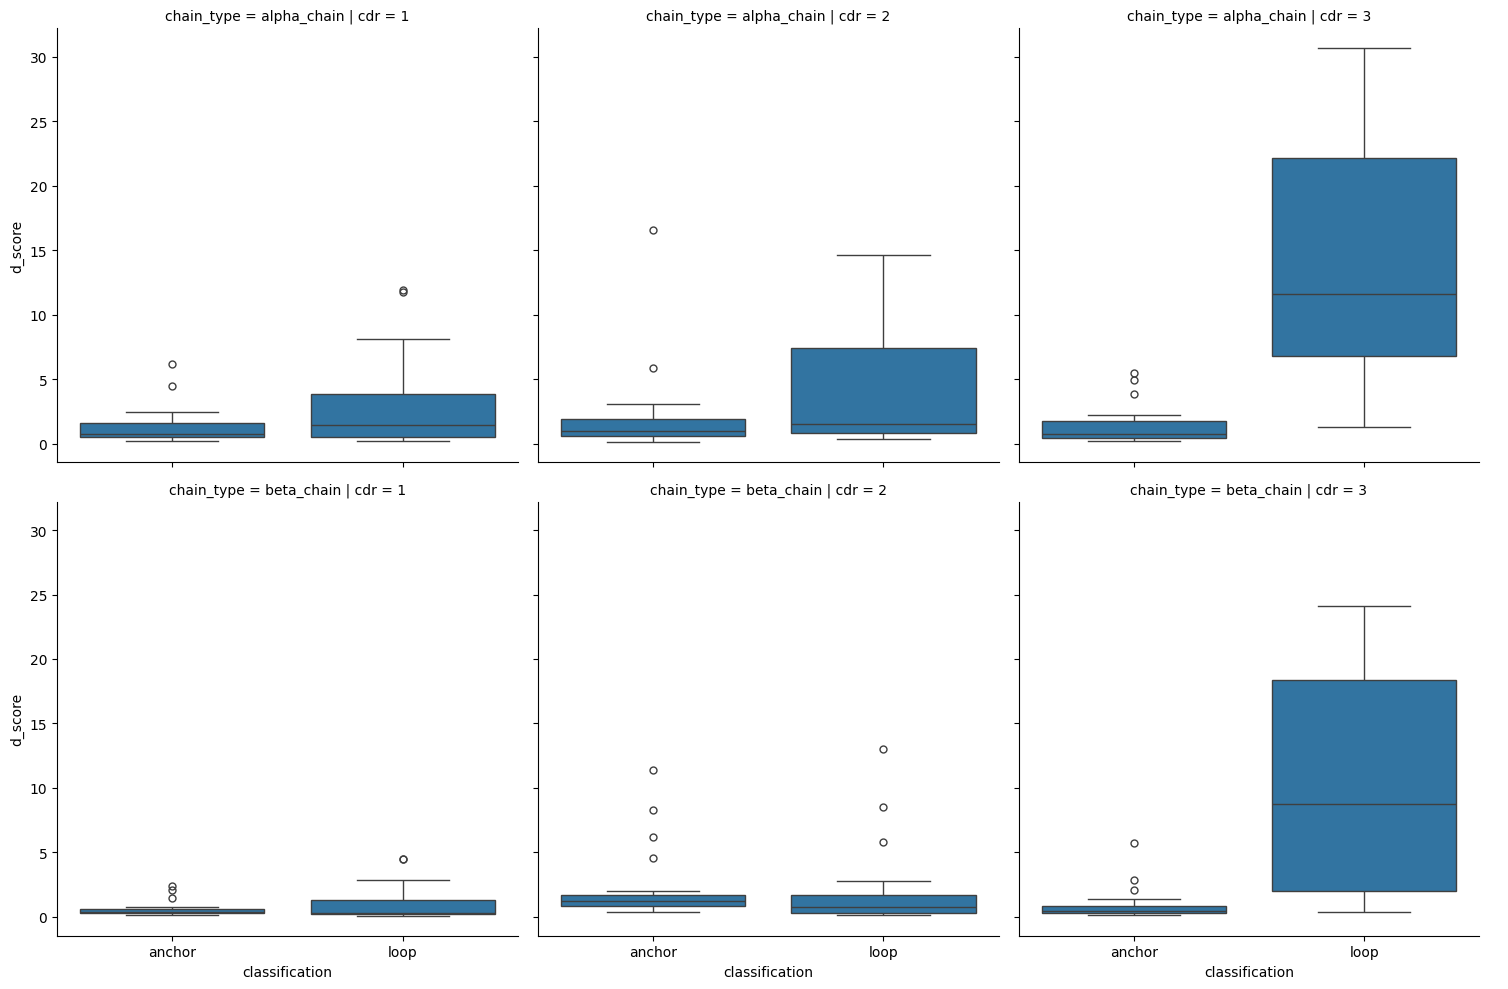 chain_type = alpha_chain | cdr = 1
chain_type = alpha_chain | cdr = 2
chain_type = alpha_chain | cdr = 3
30
25
20
15
10
5
0
d_score
chain_type = beta_chain | cdr = 1
chain_type = beta_chain | cdr = 2
chain_type = beta_chain | cdr = 3
30
25
20
15
10
5
0
d_score
anchor loop
classification
anchor loop
classification
anchor loop
classification